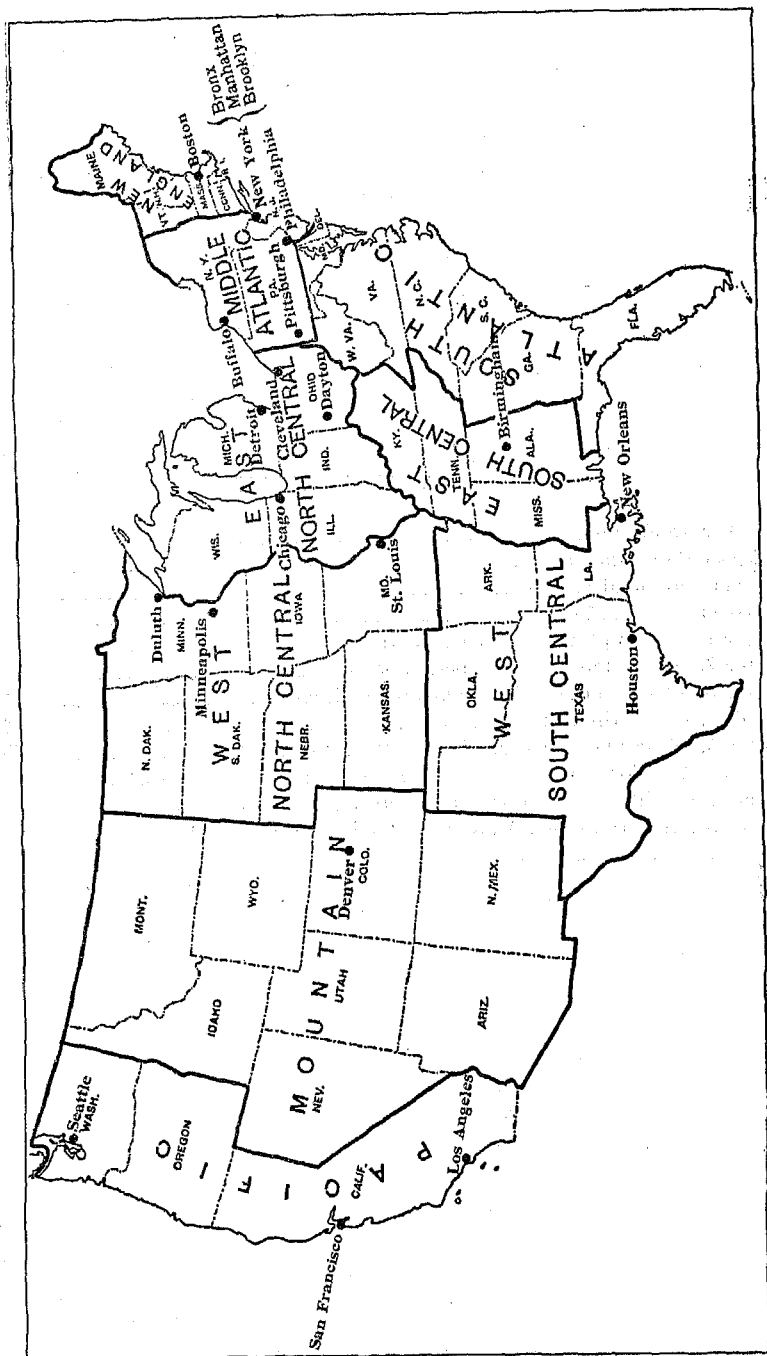 Seattle
WASH.
OREGON
PACIFIC
CALIF.
San Francisco
Los Angeles
MOUNTAIN
MONT.
IDAHO
WYO.
NEV.
UTAH
Denver
COLO.
ARIZ.
N. MEX.
WEST
NORTH CENTRAL
N. DAK.
S. DAK.
NEBR.
KANSAS.
Duluth
MINN.
Minneapolis
IOWA
MO.
St. Louis
WEST
SOUTH CENTRAL
OKLA.
TEXAS
ARK.
LA.
Houston
New Orleans
EAST
NORTH CENTRAL
WIS.
MICH.
Detroit
Chicago
ILL.
IND.
OHIO
Cleveland
Dayton
EAST
SOUTH CENTRAL
KY.
TENN.
MISS.
ALA.
Birmingham
SOUTH
ATLANTIC
W. VA.
VA.
MD.
DEL.
N.C.
S.C.
GA.
FLA.
MIDDLE
ATLANTIC
N. Y.
PA.
N.J.
Buffalo
Pittsburgh
Philadelphia
New York
Bronx
Manhattan
Brooklyn
NEW
ENGLAND
MAINE
VT.
N.H.
MASS.
CONN.
R.I.
Boston